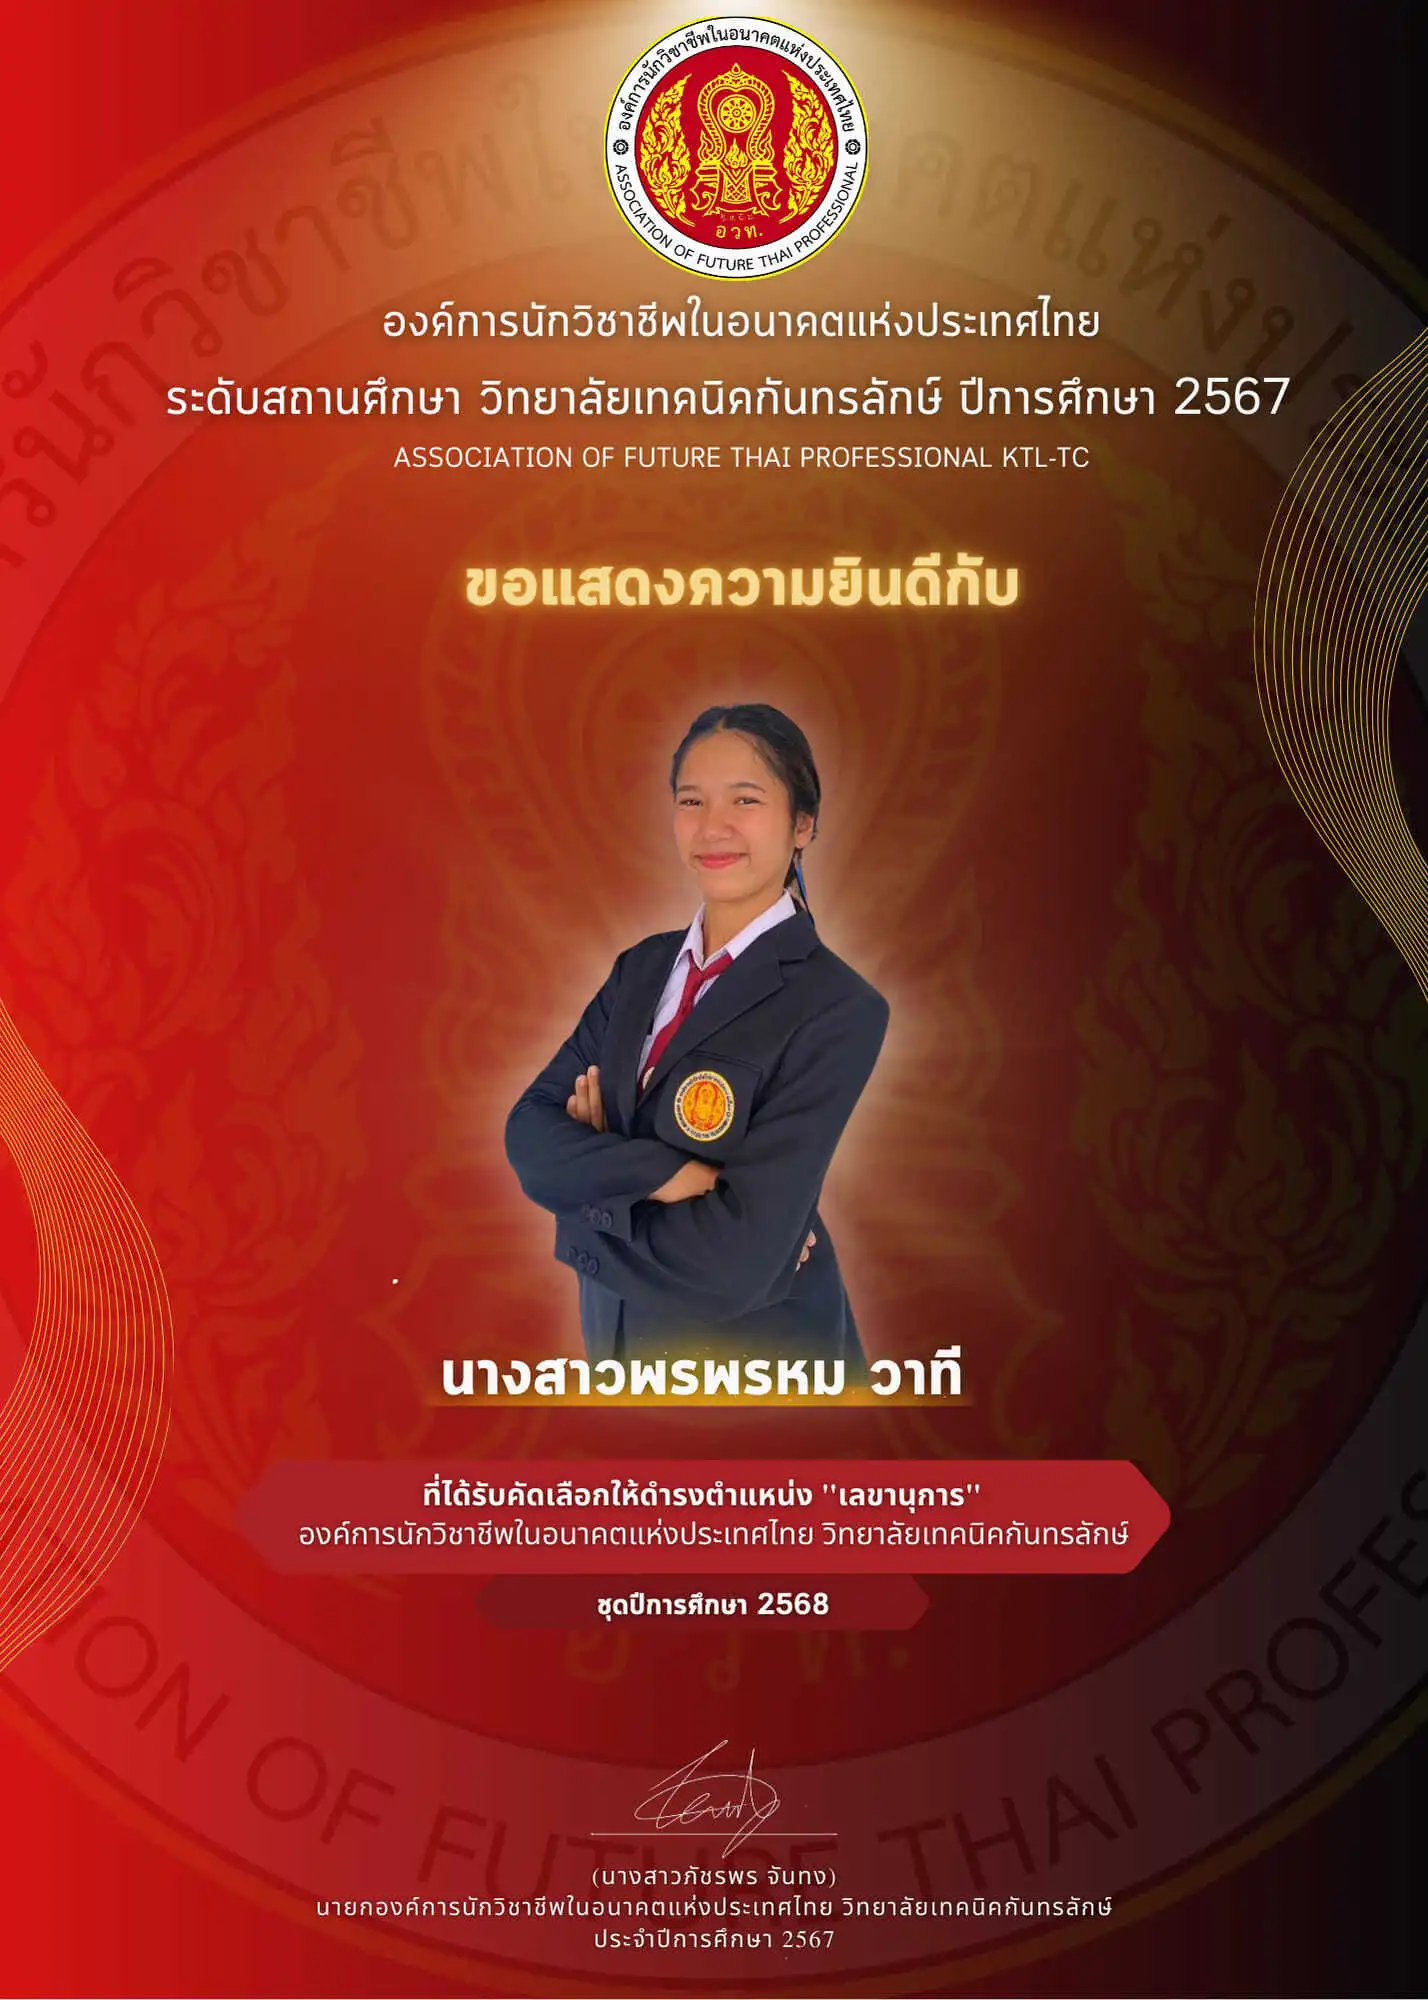 องค์การนักวิชาชีพในอนาคตแห่งประเทศไทย
อวท.
ASSOCIATION OF FUTURE THAI PROFESSIONAL
องค์การนักวิชาชีพในอนาคตแห่งประเทศไทย
ระดับสถานศึกษา วิทยาลัยเทคนิคกันทรลักษ์ ปีการศึกษา 2567
ASSOCIATION OF FUTURE THAI PROFESSIONAL KTL-TC
ขอแสดงความยินดีกับ
นางสาวพรพรหม วาที
ที่ได้รับคัดเลือกให้ดำรงตำแหน่ง "เลขานุการ"
องค์การนักวิชาชีพในอนาคตแห่งประเทศไทย วิทยาลัยเทคนิคกันทรลักษ์
ชุดปีการศึกษา 2568
(นางสาวภัชรพร จันทง)
นายกองค์การนักวิชาชีพในอนาคตแห่งประเทศไทย วิทยาลัยเทคนิคกันทรลักษ์
ประจำปีการศึกษา 2567